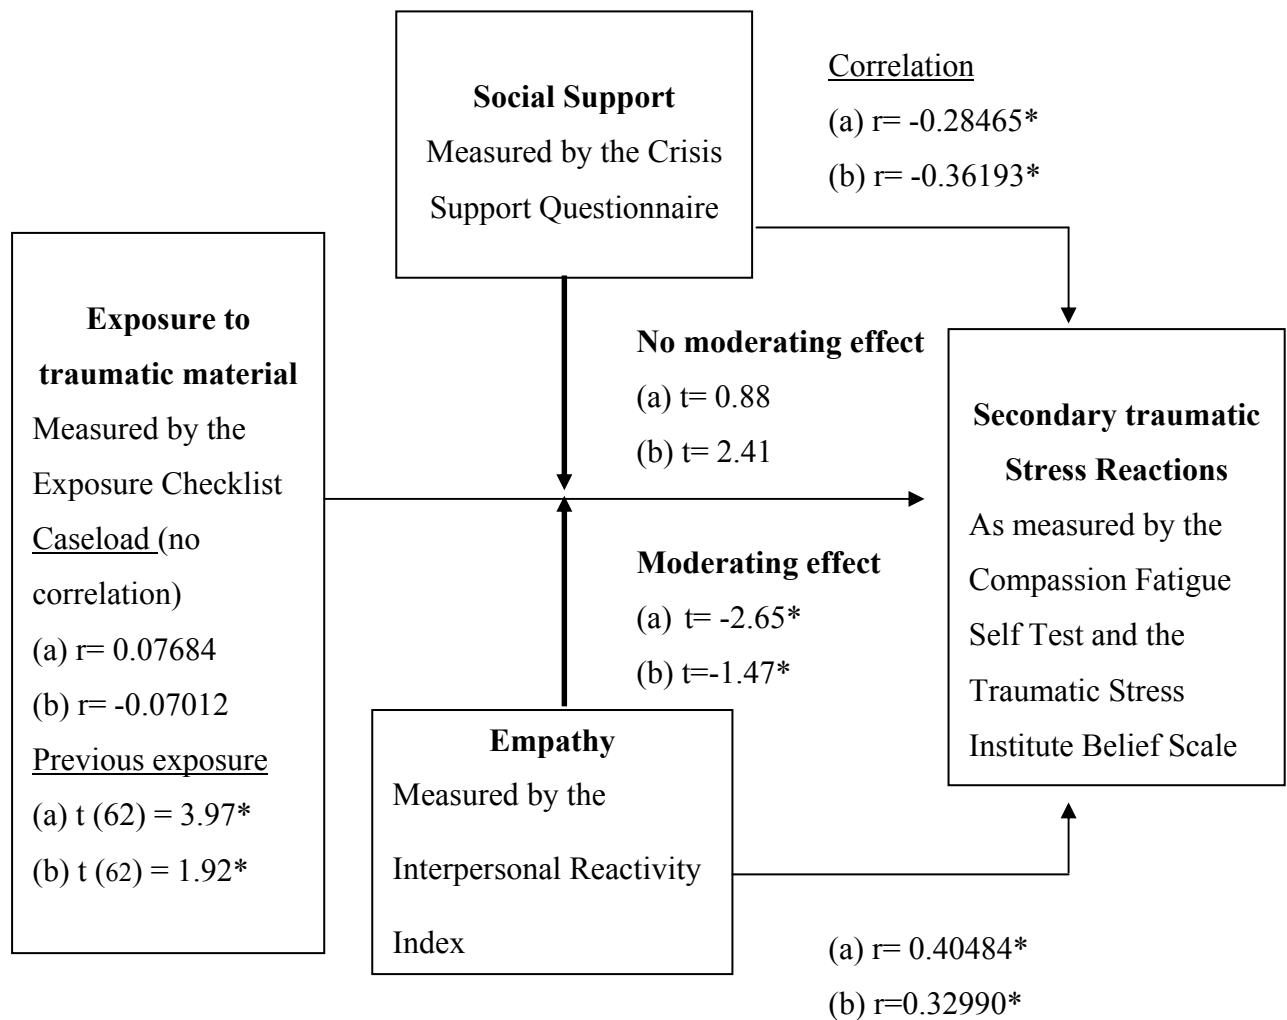 Social Support
Measured by the Crisis
Support Questionnaire
Correlation
(a) r= -0.28465*
(b) r= -0.36193*
Exposure to
traumatic material
Measured by the
Exposure Checklist
Caseload (no
correlation)
(a) r= 0.07684
(b) r= -0.07012
Previous exposure
(a) t (62) = 3.97*
(b) t (62) = 1.92*
No moderating effect
(a) t= 0.88
(b) t= 2.41
Moderating effect
(a) t= -2.65*
(b) t=-1.47*
Secondary traumatic
Stress Reactions
As measured by the
Compassion Fatigue
Self Test and the
Traumatic Stress
Institute Belief Scale
Empathy
Measured by the
Interpersonal Reactivity
Index
(a) r= 0.40484*
(b) r=0.32990*